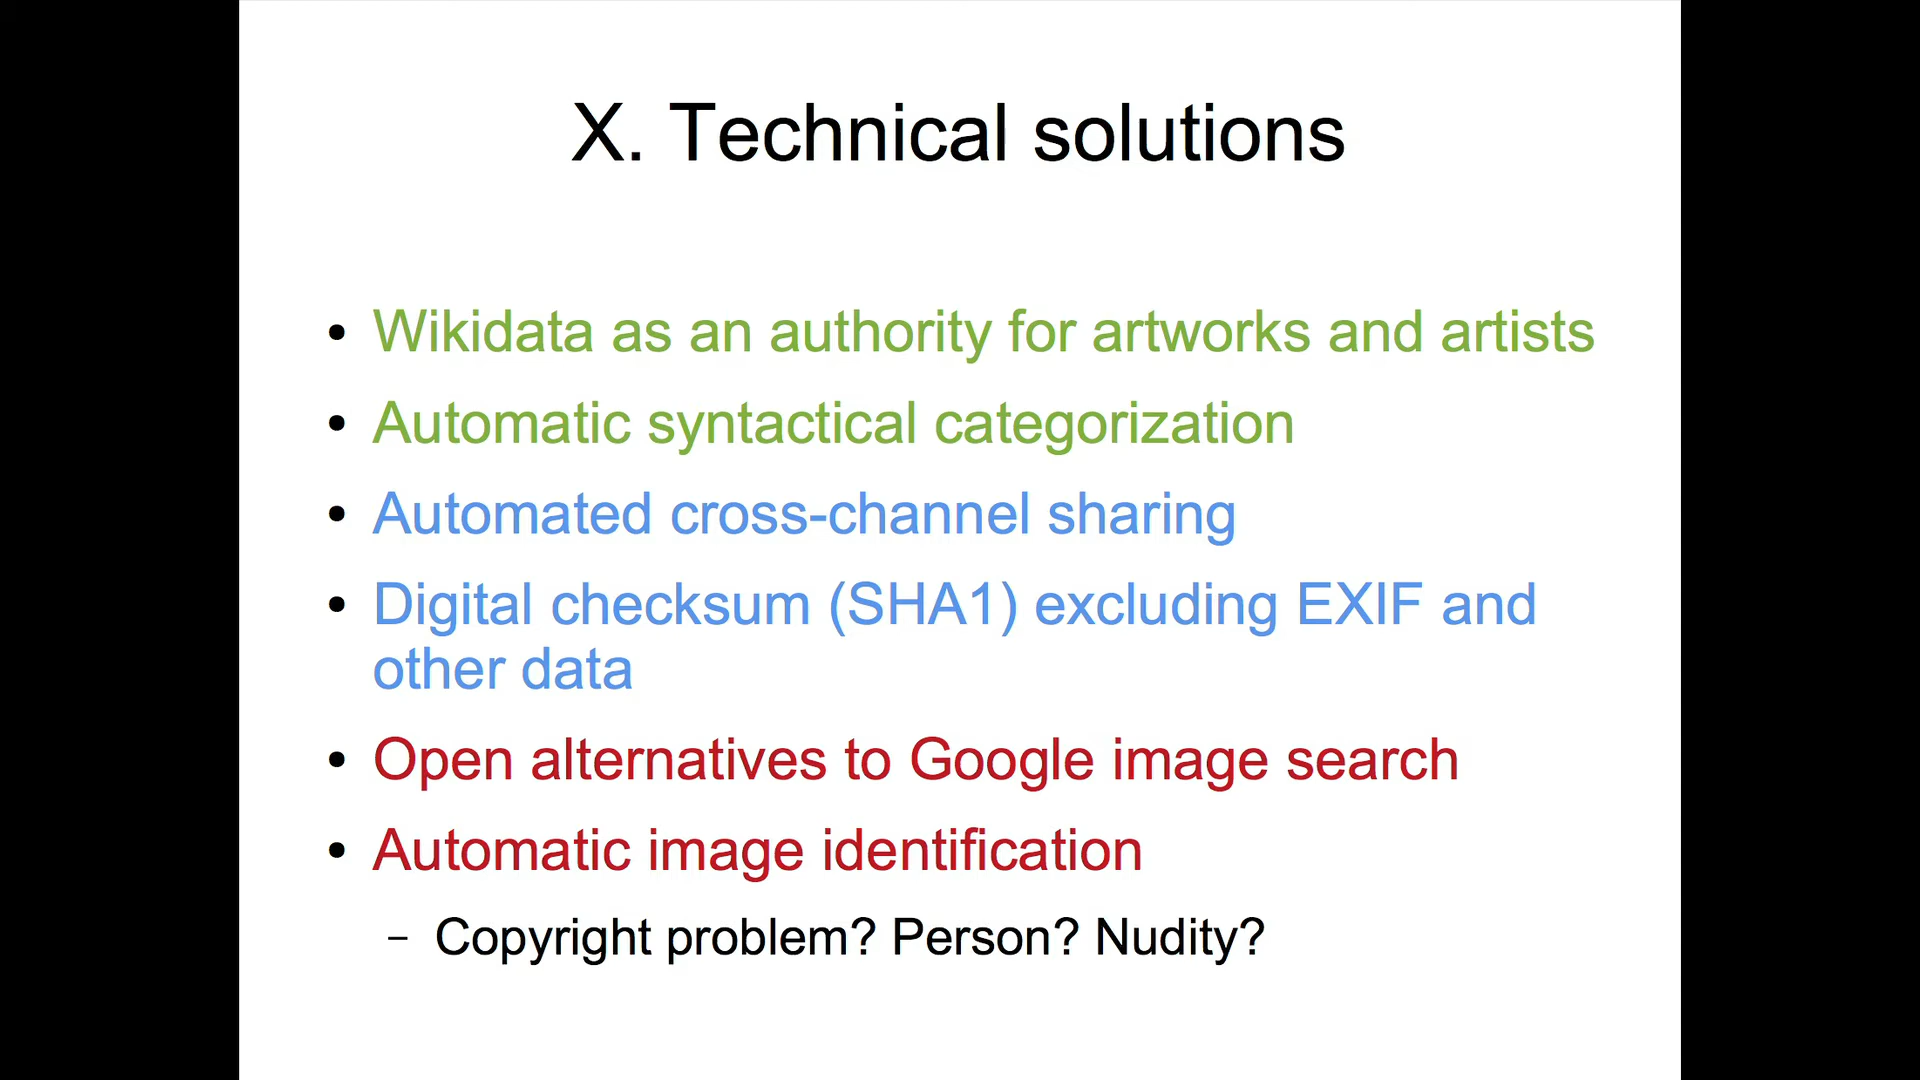 X. Technical solutions
• Wikidata as an authority for artworks and artists
• Automatic syntactical categorization
• Automated cross-channel sharing
• Digital checksum (SHA1) excluding EXIF and
other data
• Open alternatives to Google image search
• Automatic image identification
– Copyright problem? Person? Nudity?